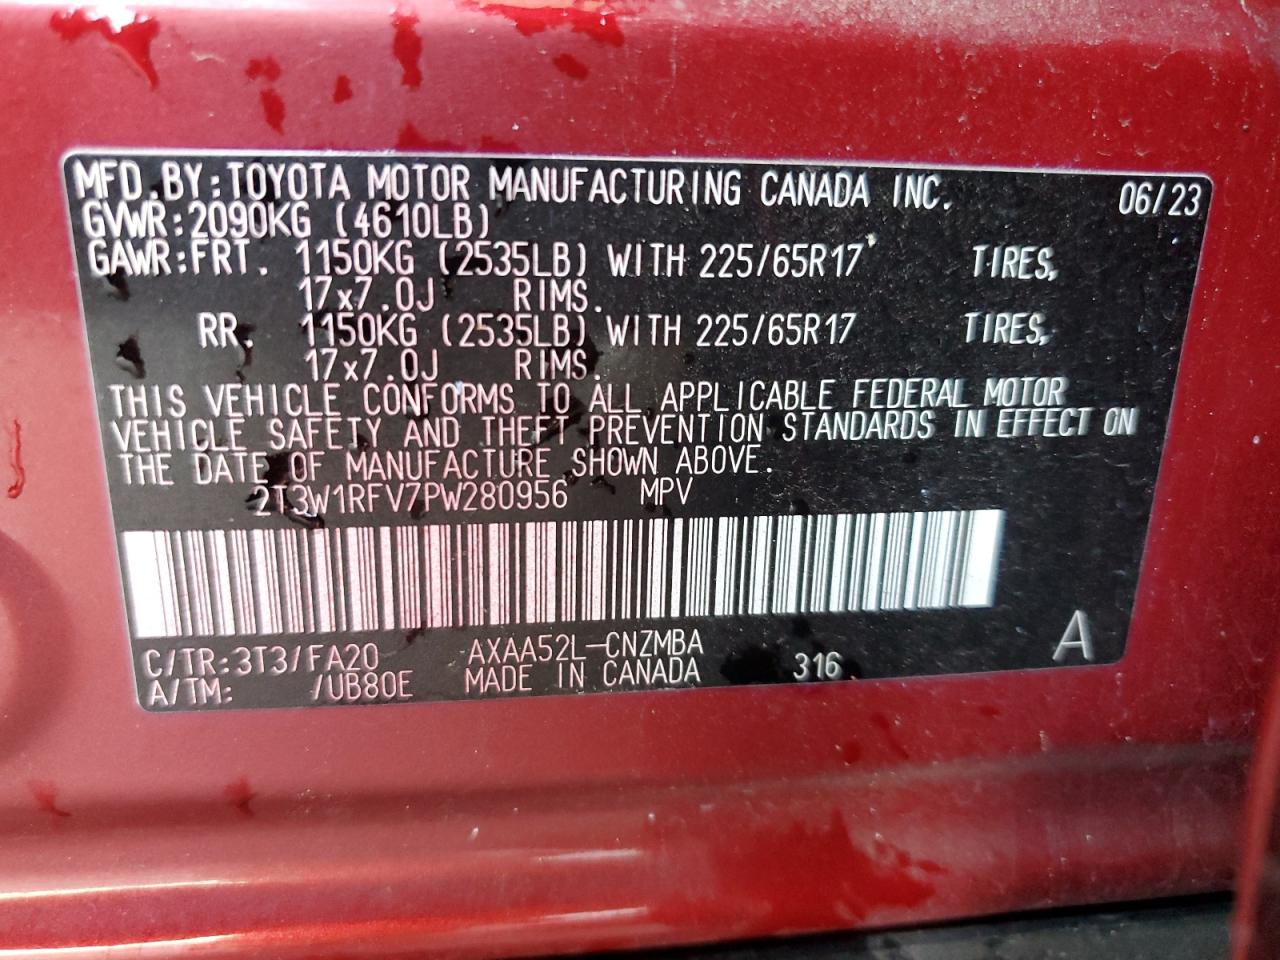 MFD.BY:TOYOTA MOTOR MANUFACTURING CANADA INC. 06/23
GVWR:2090KG (4610LB)
GAWR:FRT. 1150KG (2535LB) WITH 225/65R17 TIRES,
17x7.0J RIMS.
RR. 1150KG (2535LB) WITH 225/65R17 TIRES,
17x7.0J RIMS.
THIS VEHICLE CONFORMS TO ALL APPLICABLE FEDERAL MOTOR
VEHICLE SAFETY AND THEFT PREVENTION STANDARDS IN EFFECT ON
THE DATE OF MANUFACTURE SHOWN ABOVE.
2T3W1RFV7PW280956 MPV
C/TR:3T3/FA20 AXAA52L-CNZMBA 316 A
A/TM: /UB80E MADE IN CANADA